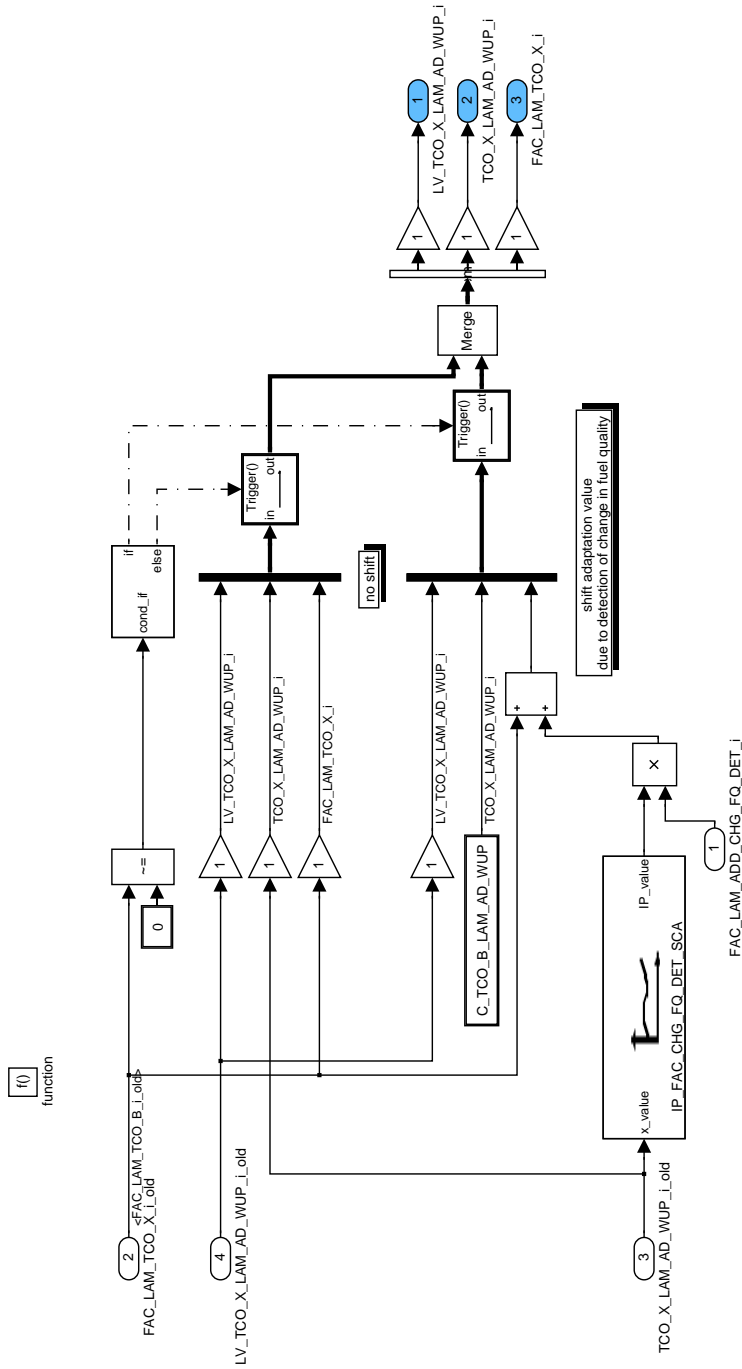 f()
function
2
<FAC_LAM_TCO_B_i_old>
FAC_LAM_TCO_X_i_old
4
LV_TCO_X_LAM_AD_WUP_i_old
3
TCO_X_LAM_AD_WUP_i_old
0
~=
cond_if
if
else
1
LV_TCO_X_LAM_AD_WUP_i
1
TCO_X_LAM_AD_WUP_i
1
FAC_LAM_TCO_X_i
no shift
Trigger()
in
out
1
LV_TCO_X_LAM_AD_WUP_i
C_TCO_B_LAM_AD_WUP
TCO_X_LAM_AD_WUP_i
+
+
×
x_value
IP_value
IP_FAC_CHG_FQ_DET_SCA
1
FAC_LAM_ADD_CHG_FQ_DET_i
shift adaptation value
due to detection of change in fuel quality
Trigger()
in
out
Merge
1
1
LV_TCO_X_LAM_AD_WUP_i
1
2
TCO_X_LAM_AD_WUP_i
1
3
FAC_LAM_TCO_X_i